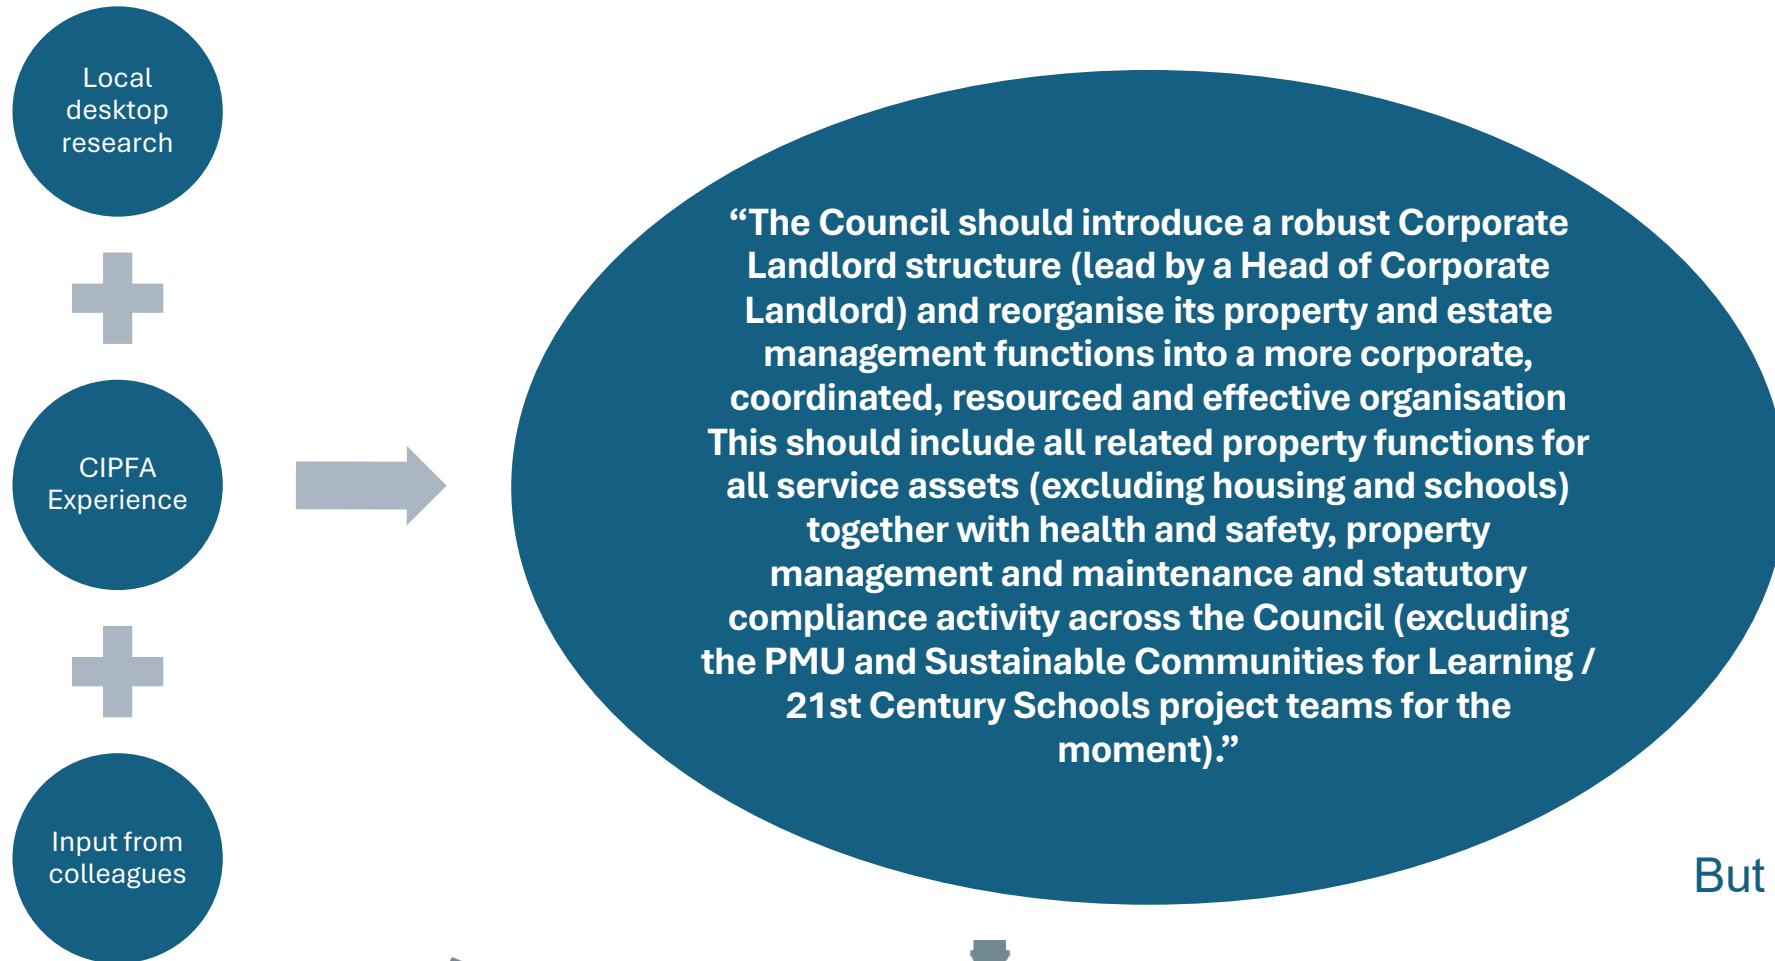 Local
desktop
research
CIPFA
Experience
Input from
colleagues
“The Council should introduce a robust Corporate
Landlord structure (lead by a Head of Corporate
Landlord) and reorganise its property and estate
management functions into a more corporate,
coordinated, resourced and effective organisation
This should include all related property functions for
all service assets (excluding housing and schools)
together with health and safety, property
management and maintenance and statutory
compliance activity across the Council (excluding
the PMU and Sustainable Communities for Learning /
21st Century Schools project teams for the
moment).”
But